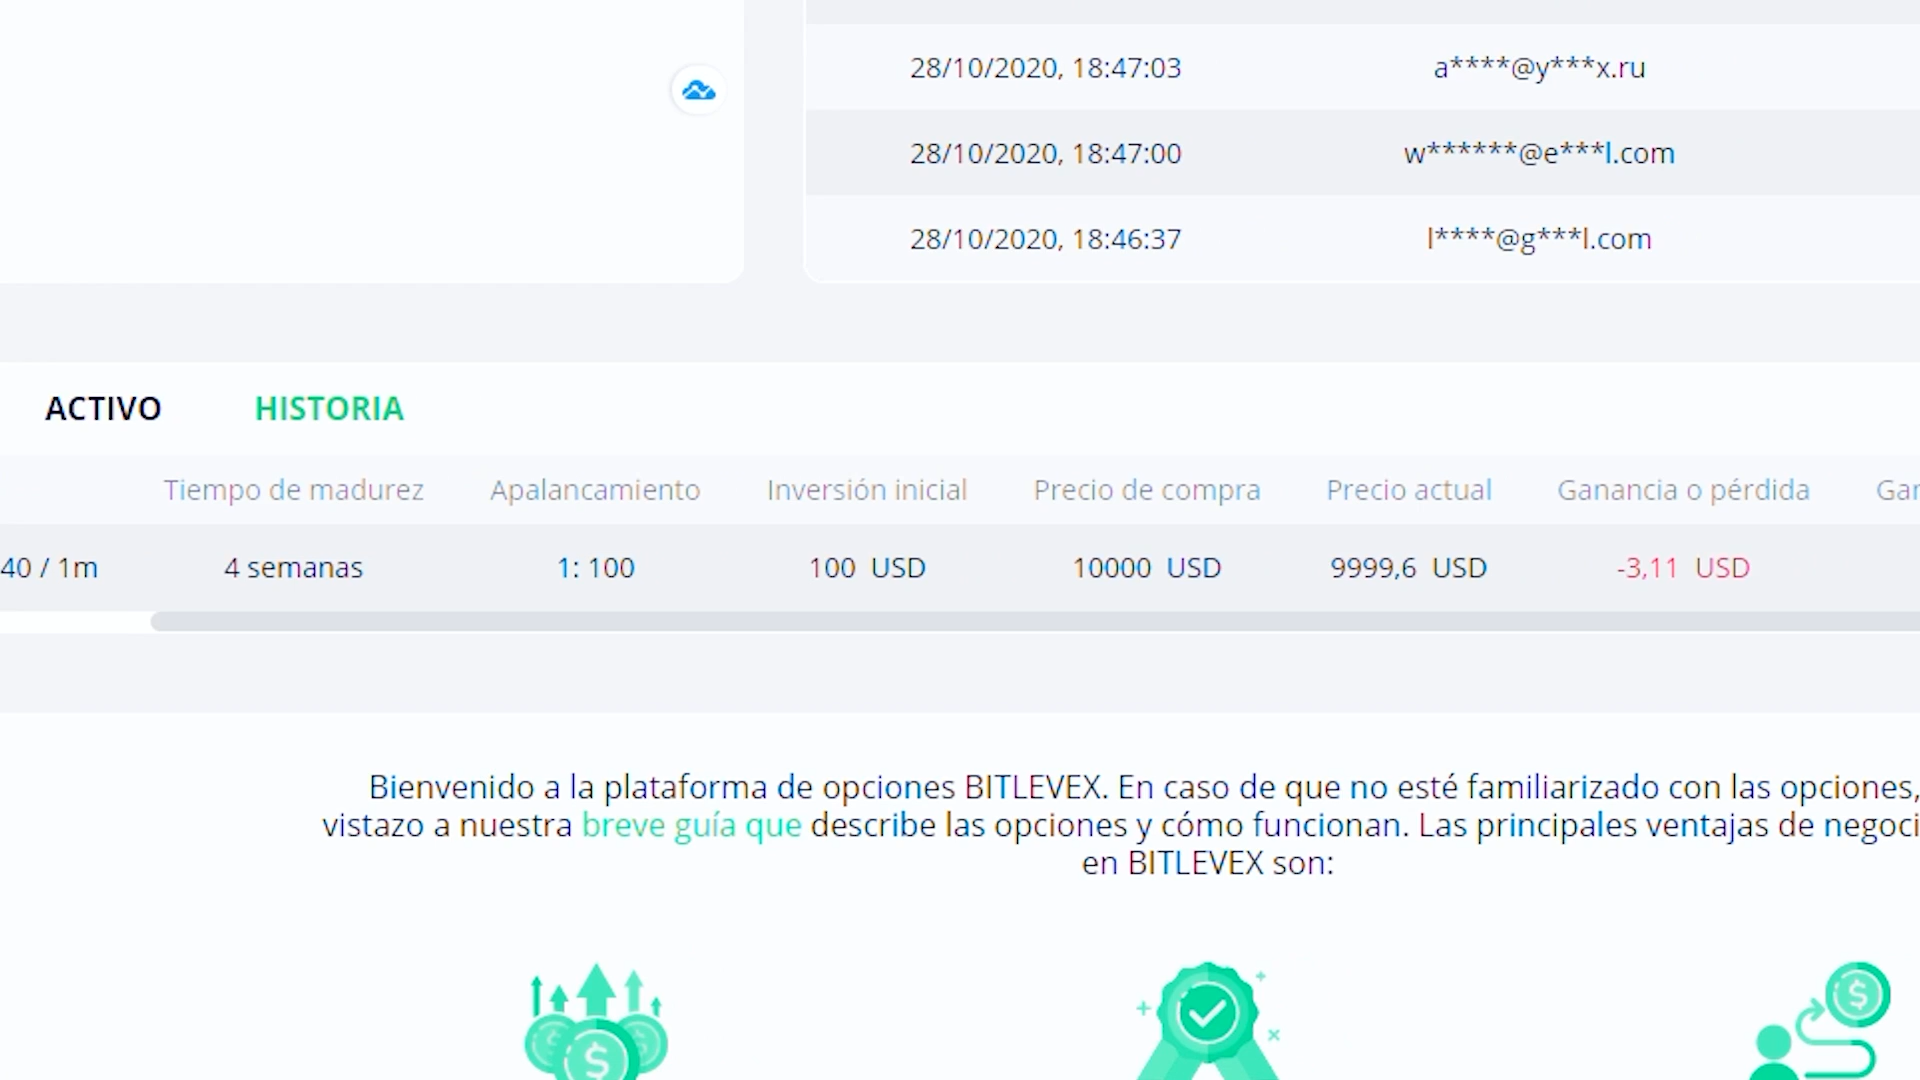 28/10/2020, 18:47:03 a****@y***x.ru
28/10/2020, 18:47:00 w******@e***l.com
28/10/2020, 18:46:37 l****@g***l.com
ACTIVO HISTORIA
Tiempo de madurez Apalancamiento Inversión inicial Precio de compra Precio actual Ganancia o pérdida
40 / 1m 4 semanas 1: 100 100 USD 10000 USD 9999,6 USD -3,11 USD
Bienvenido a la plataforma de opciones BITLEVEX. En caso de que no esté familiarizado con las opciones,
vistazo a nuestra breve guía que describe las opciones y cómo funcionan. Las principales ventajas de
en BITLEVEX son: